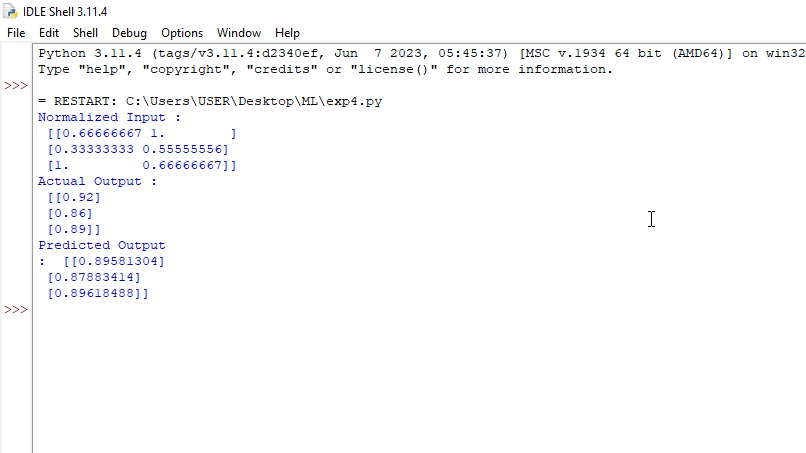 IDLE Shell 3.11.4
File Edit Shell Debug Options Window Help
Python 3.11.4 (tags/v3.11.4:d2340ef, Jun  7 2023, 05:45:37) [MSC v.1934 64 bit (AMD64)] on win32
Type "help", "copyright", "credits" or "license()" for more information.
>>>
= RESTART: C:\Users\USER\Desktop\ML\exp4.py
Normalized Input :
 [[0.66666667 1.        ]
 [0.33333333 0.55555556]
 [1.         0.66666667]]
Actual Output :
 [[0.92]
 [0.86]
 [0.89]]
Predicted Output
:  [[0.89581304]
 [0.87883414]
 [0.89618488]]
>>>